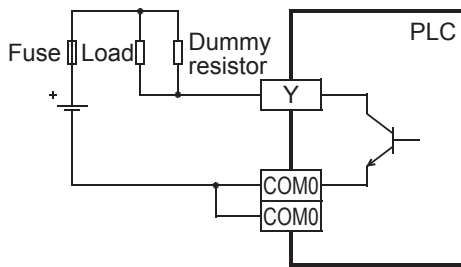 PLC
Fuse Load Dummy
resistor
+
Y
COM0
COM0